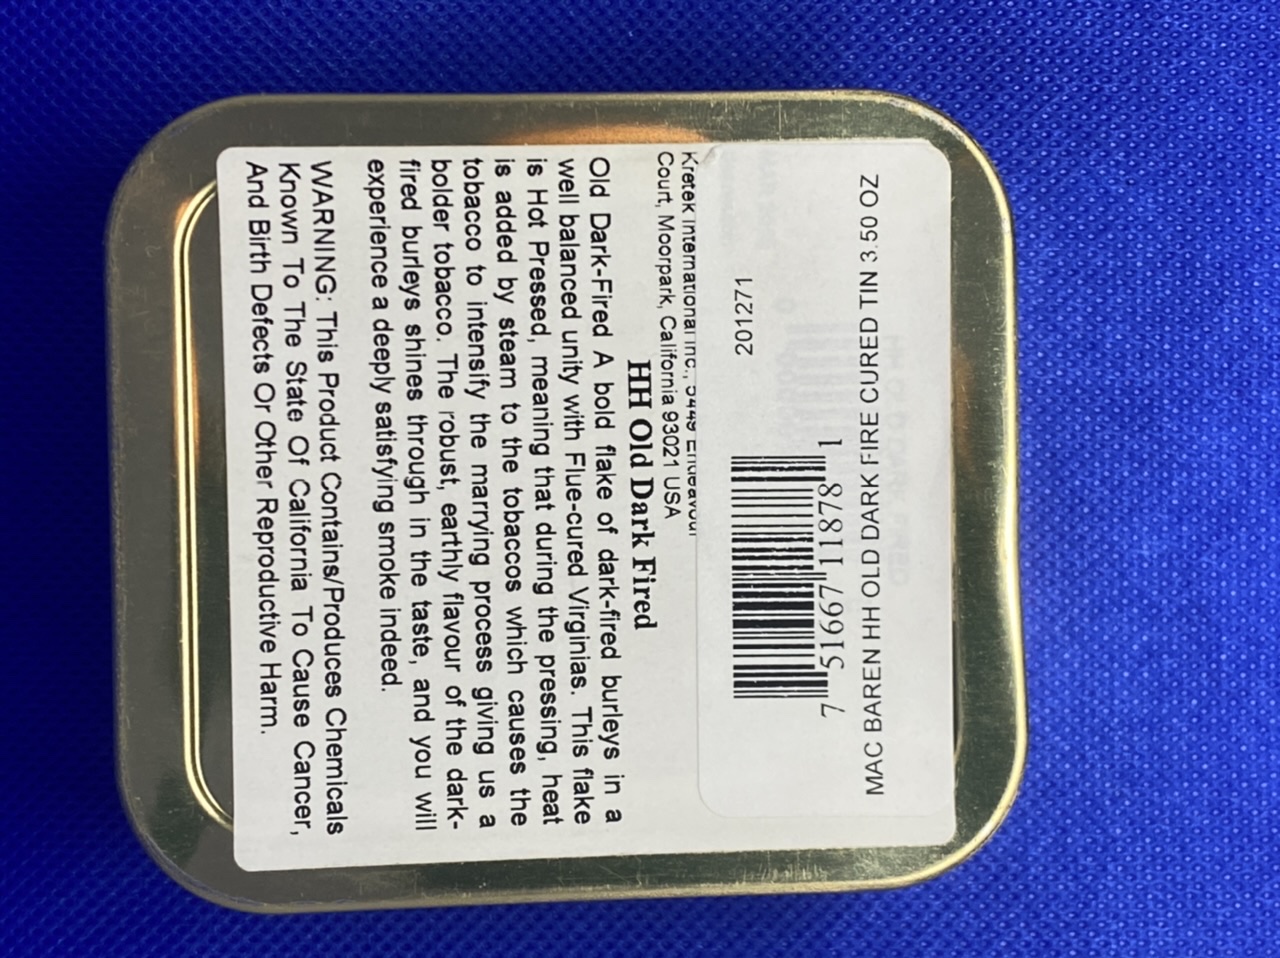 MAC BAREN HH OLD DARK FIRE CURED TIN 3.50 OZ
7 51667 11878 1
201271
Kretek International Inc., 5449 Endeavour
Court, Moorpark, California 93021 USA
HH Old Dark Fired
Old Dark-Fired A bold flake of dark-fired burleys in a
well balanced unity with Flue-cured Virginias. This flake
is Hot Pressed, meaning that during the pressing, heat
is added by steam to the tobaccos which causes the
tobacco to intensify the marrying process giving us a
bolder tobacco. The robust, earthly flavour of the dark-
fired burleys shines through in the taste, and you will
experience a deeply satisfying smoke indeed.
WARNING: This Product Contains/Produces Chemicals
Known To The State Of California To Cause Cancer,
And Birth Defects Or Other Reproductive Harm.